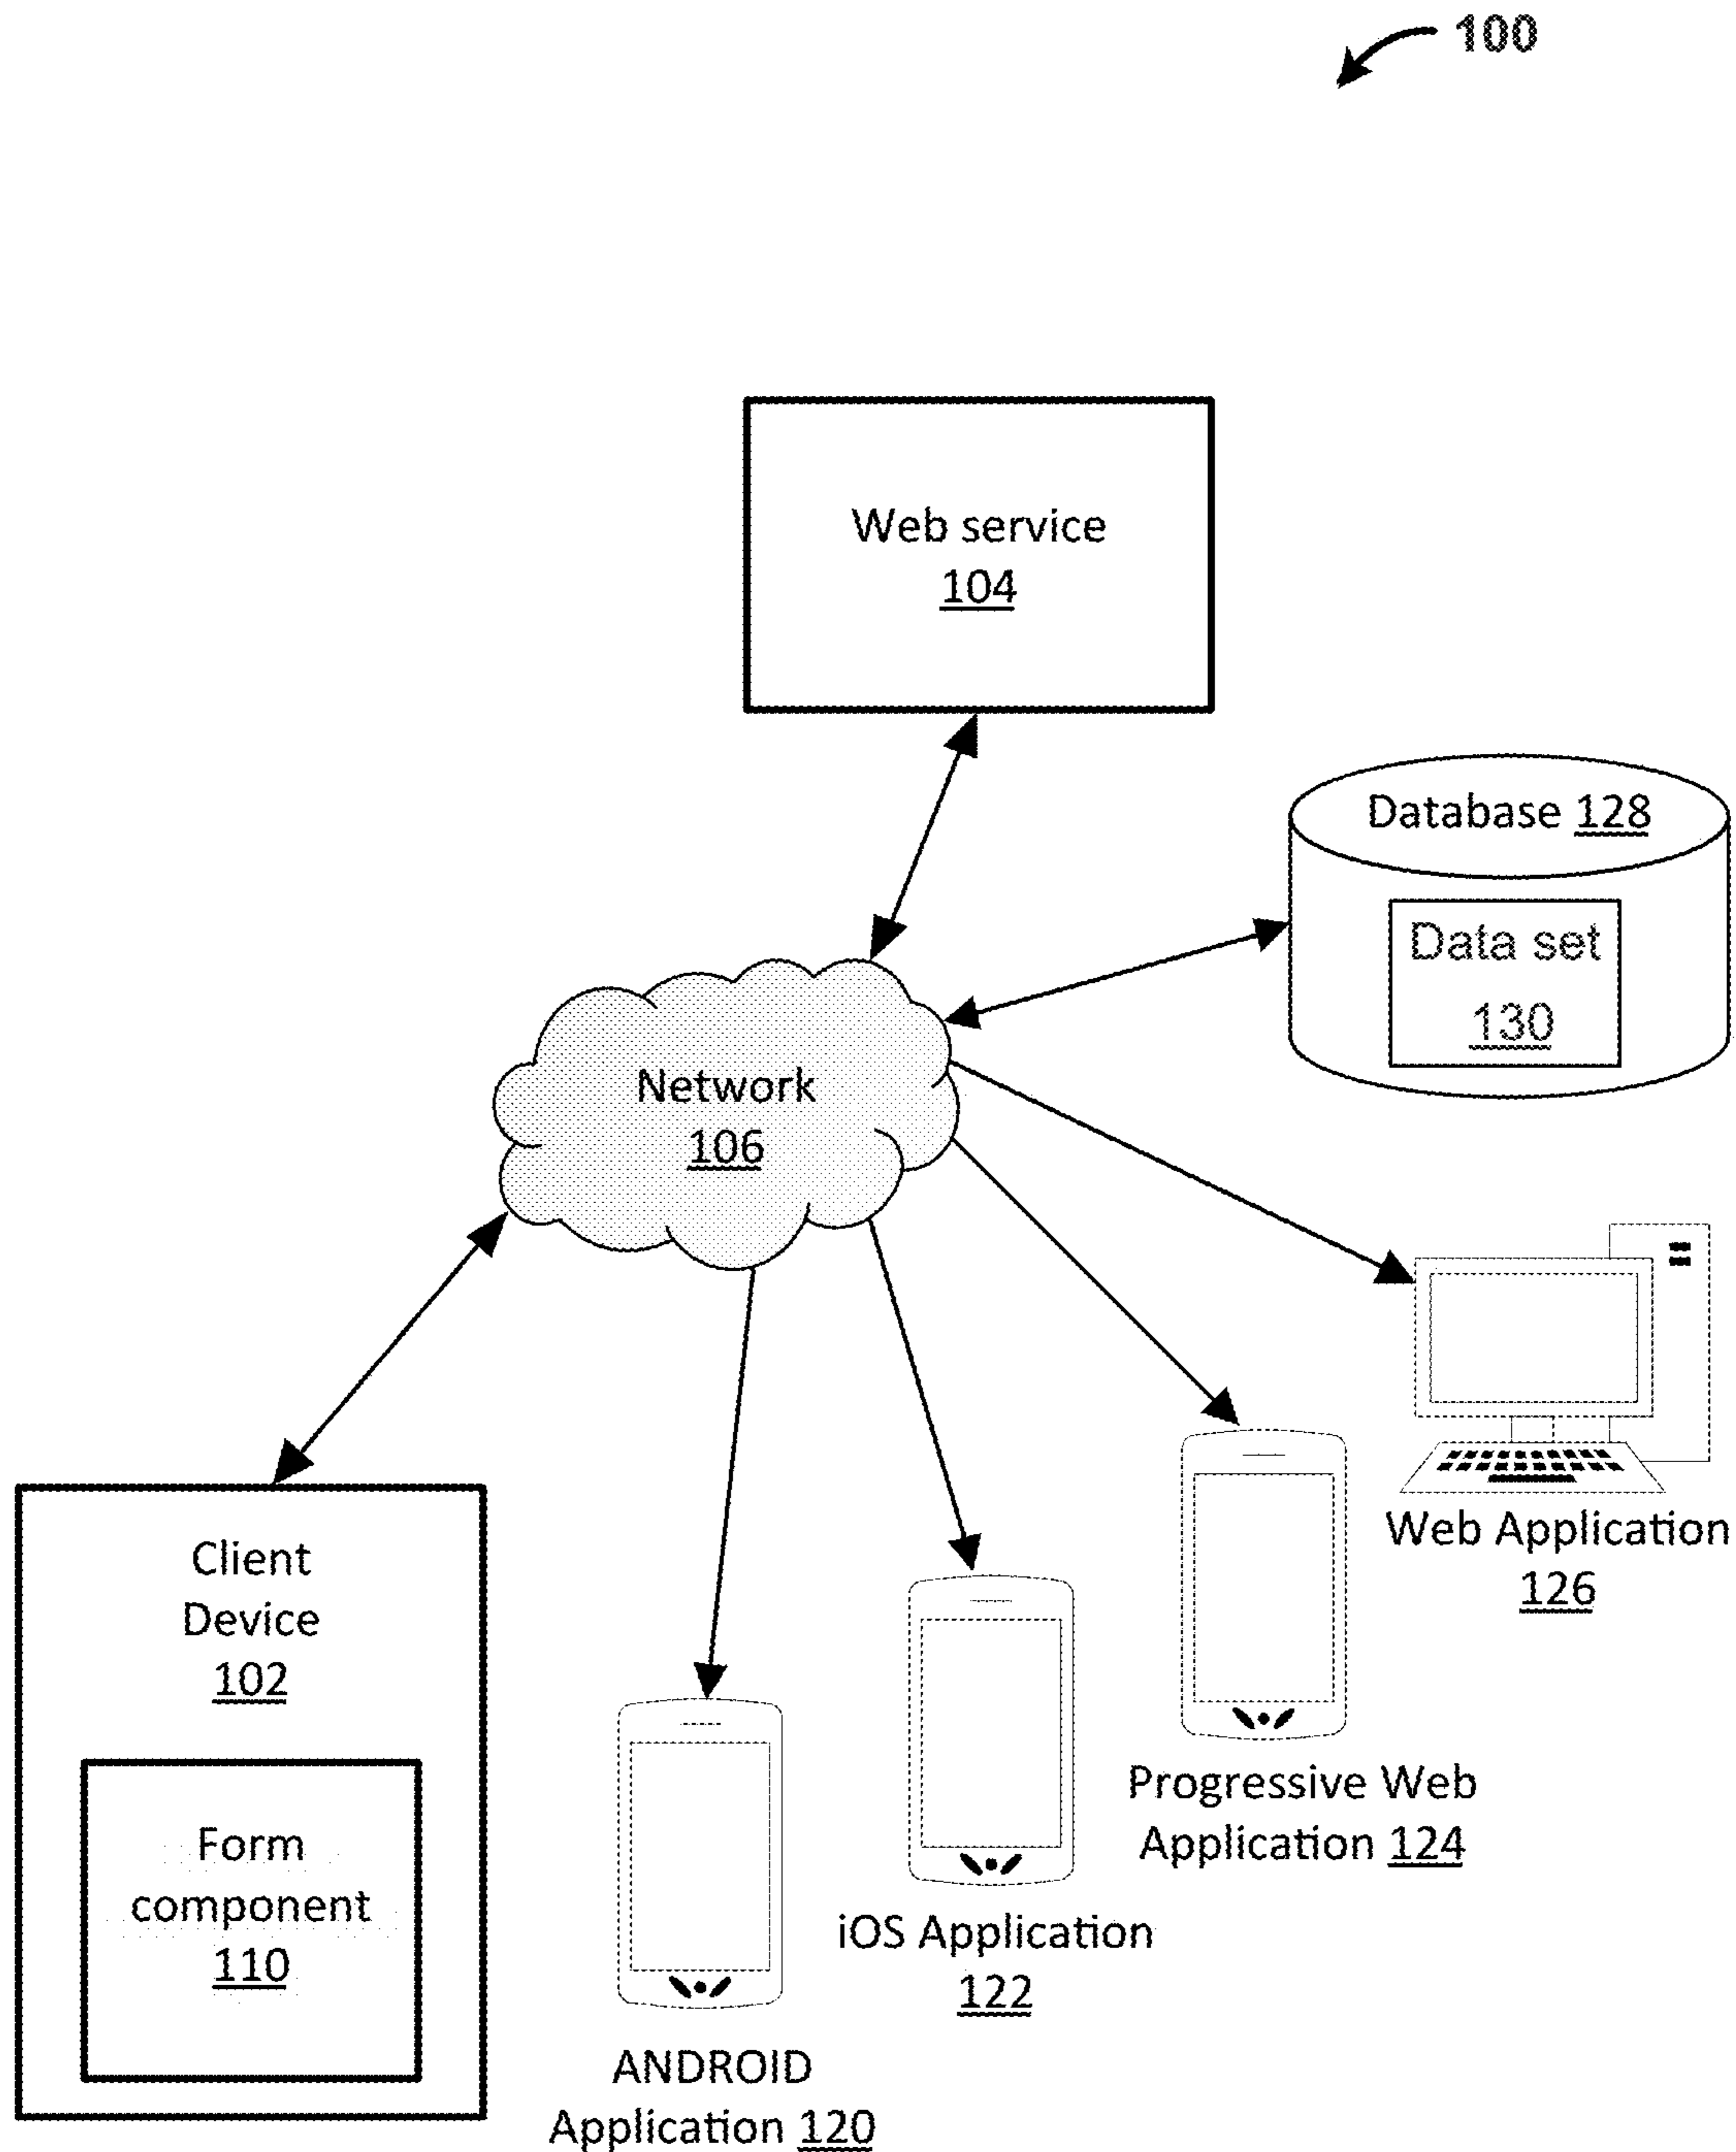 100
Web service
104
Database 128
Data set
130
Network
106
Web Application
126
Client
Device
102
Progressive Web
Application 124
Form
component
110
iOS Application
122
ANDROID
Application 120